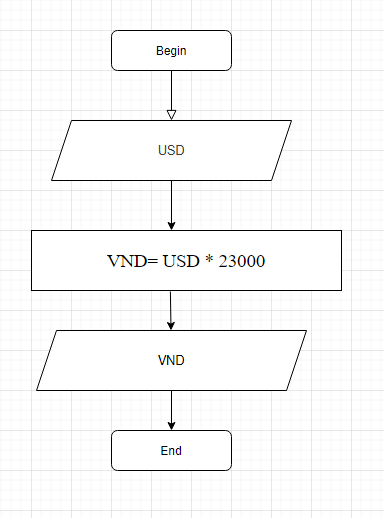 Begin
USD
VND= USD * 23000
VND
End